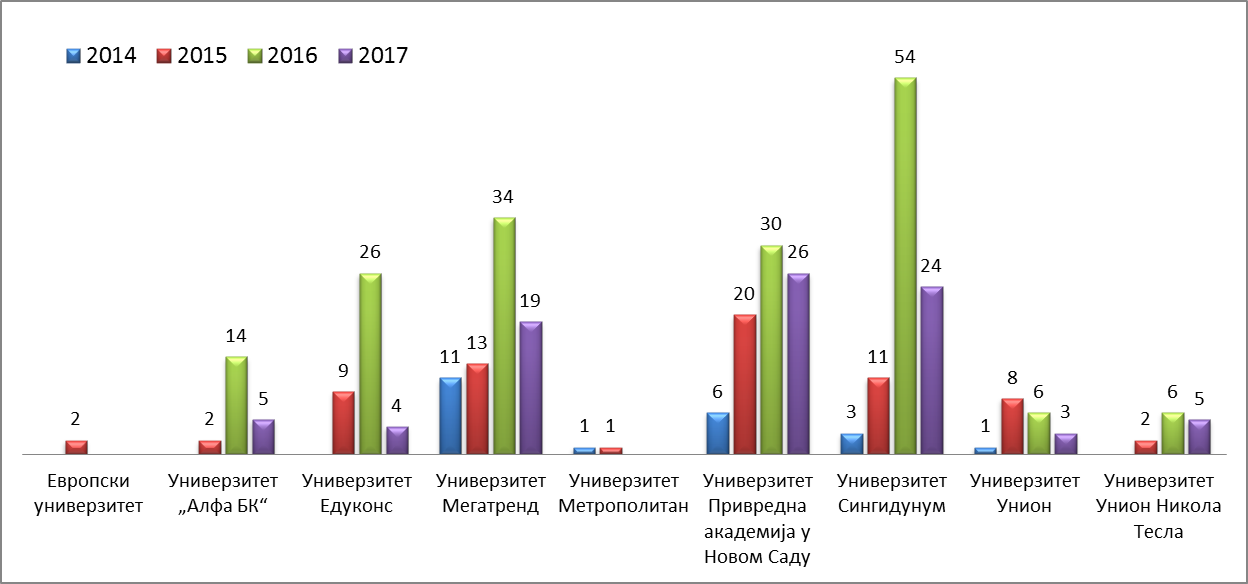 2014 2015 2016 2017
2
2 14 5
9 26 4
11 13 34 19
1 1
6 20 30 26
3 11 54 24
1 8 6 3
2 6 5
Европски
универзитет
Универзитет
„Алфа БК“
Универзитет
Едуконс
Универзитет
Мегатренд
Универзитет
Метрополитан
Универзитет
Привредна
академија у
Новом Саду
Универзитет
Сингидунум
Универзитет
Унион
Универзитет
Унион Никола
Тесла